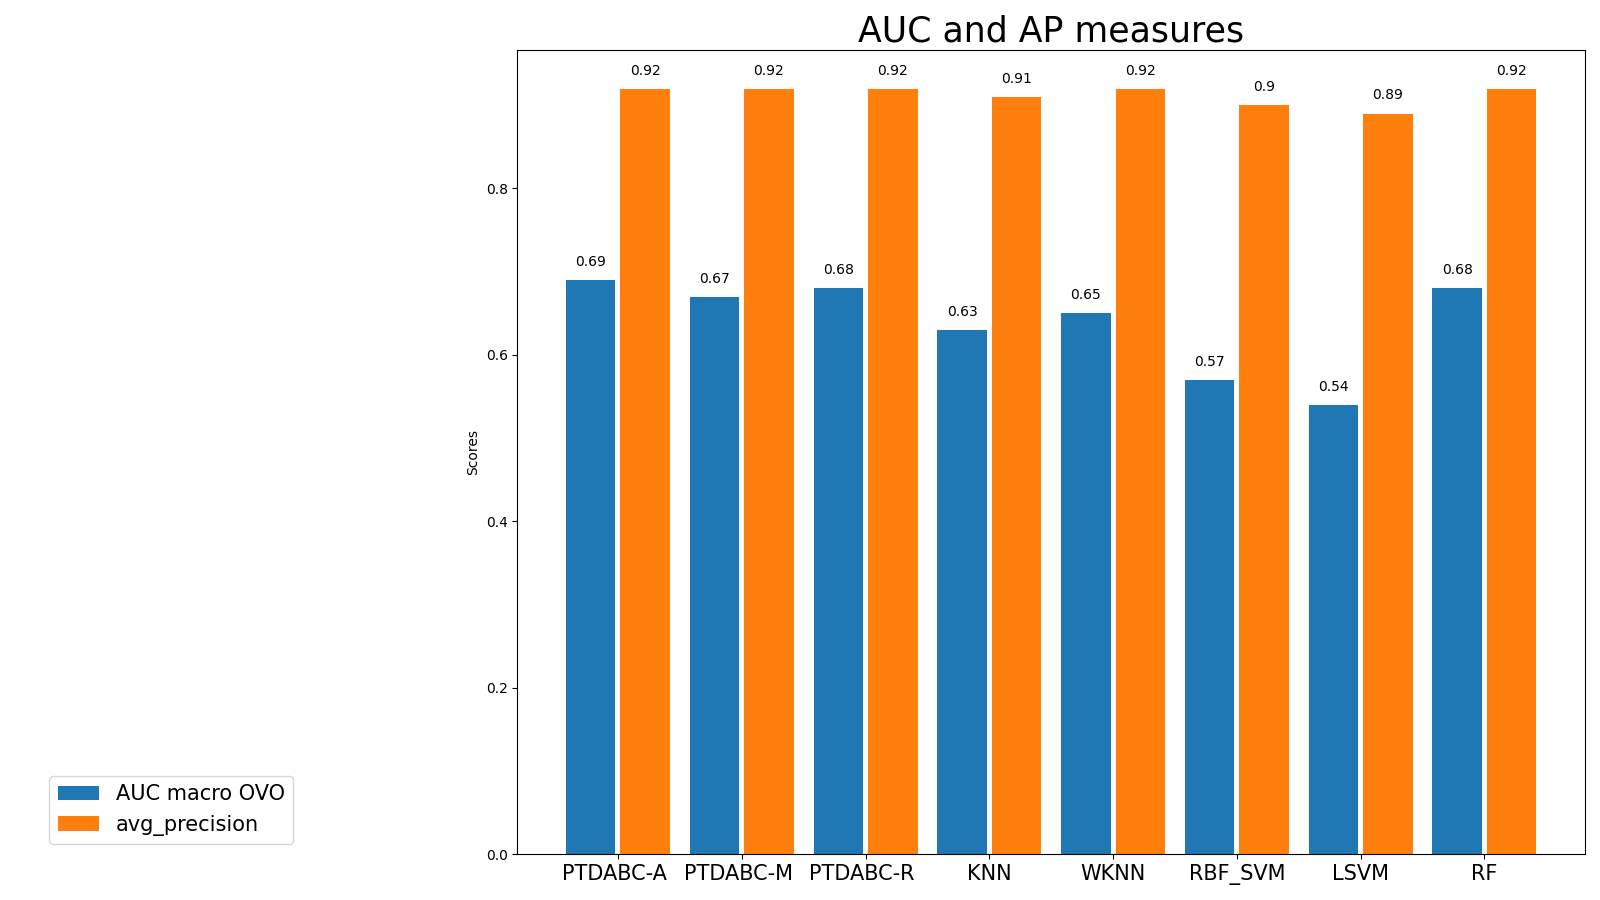 AUC and AP measures
0.92 0.92 0.92 0.91 0.92 0.9 0.89 0.92
0.69 0.67 0.68 0.63 0.65 0.57 0.54 0.68
Scores
0.8
0.6
0.4
0.2
0.0
PTDABC-A PTDABC-M PTDABC-R KNN WKNN RBF_SVM LSVM RF
AUC macro OVO
avg_precision